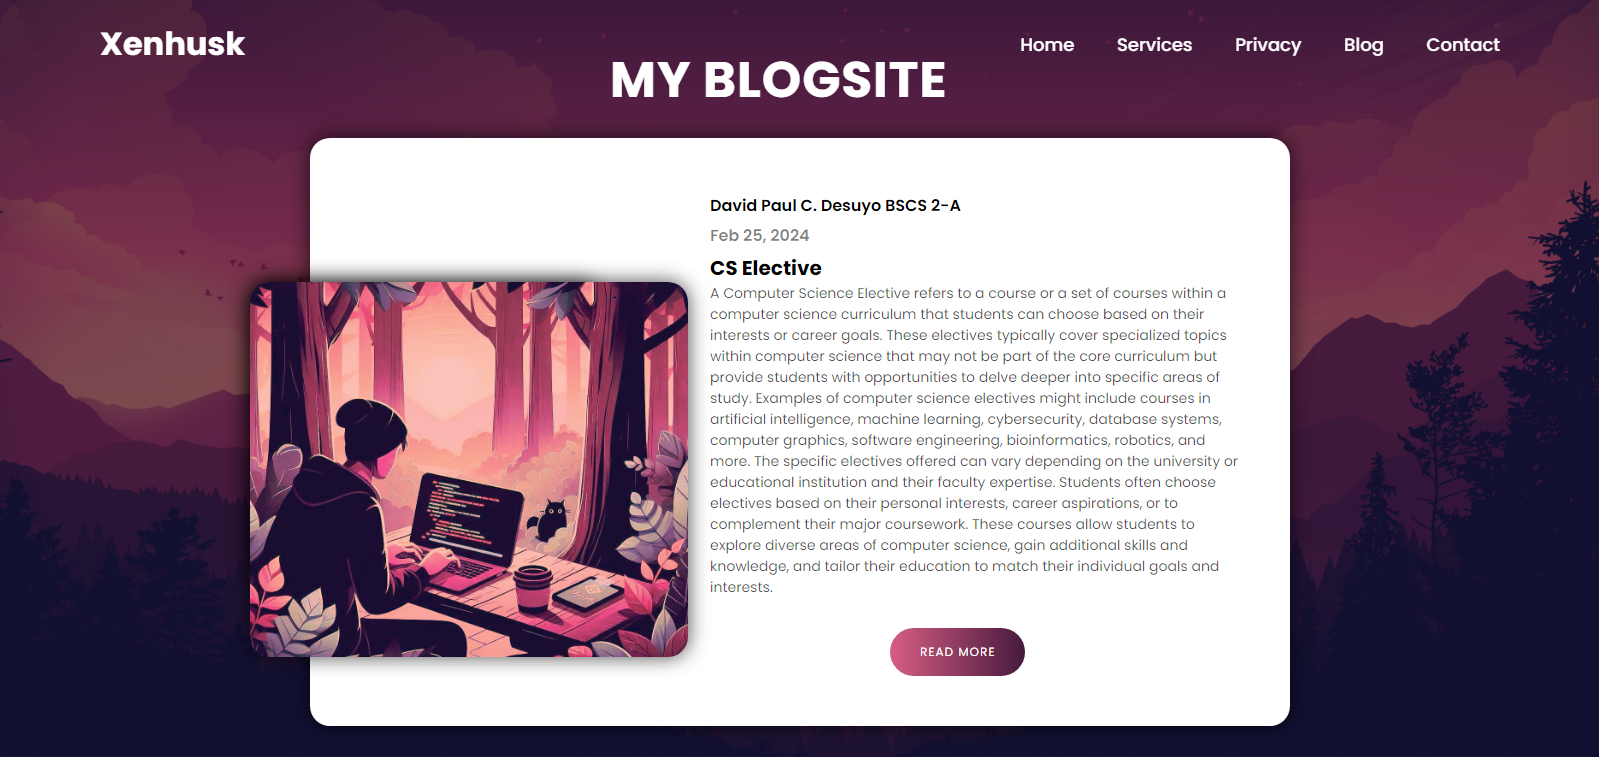 Xenhusk
Home Services Privacy Blog Contact
MY BLOGSITE
David Paul C. Desuyo BSCS 2-A
Feb 25, 2024
CS Elective
A Computer Science Elective refers to a course or a set of courses within a
computer science curriculum that students can choose based on their
interests or career goals. These electives typically cover specialized topics
within computer science that may not be part of the core curriculum but
provide students with opportunities to delve deeper into specific areas of
study. Examples of computer science electives might include courses in
artificial intelligence, machine learning, cybersecurity, database systems,
computer graphics, software engineering, bioinformatics, robotics, and
more. The specific electives offered can vary depending on the university or
educational institution and their faculty expertise. Students often choose
electives based on their personal interests, career aspirations, or to
complement their major coursework. These courses allow students to
explore diverse areas of computer science, gain additional skills and
knowledge, and tailor their education to match their individual goals and
interests.
READ MORE